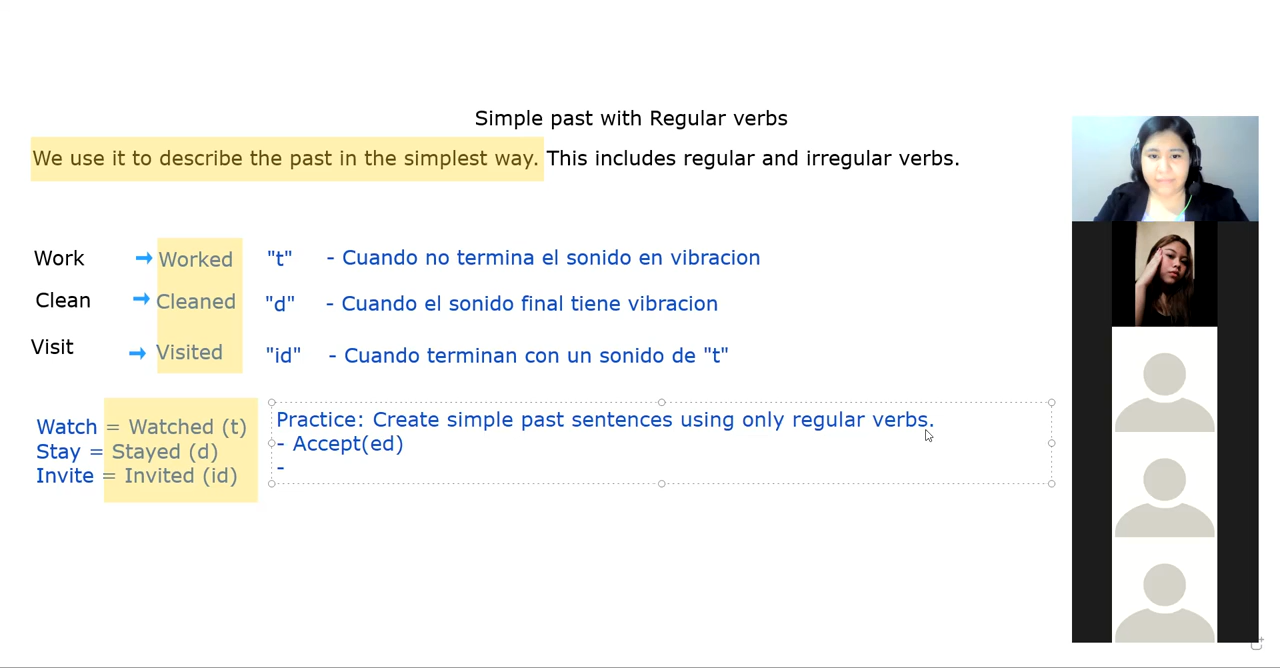 Simple past with Regular verbs
We use it to describe the past in the simplest way. This includes regular and irregular verbs.
Work → Worked "t" - Cuando no termina el sonido en vibracion
Clean → Cleaned "d" - Cuando el sonido final tiene vibracion
Visit → Visited "id" - Cuando terminan con un sonido de "t"
Watch = Watched (t)
Stay = Stayed (d)
Invite = Invited (id)
Practice: Create simple past sentences using only regular verbs.
- Accept(ed)
-